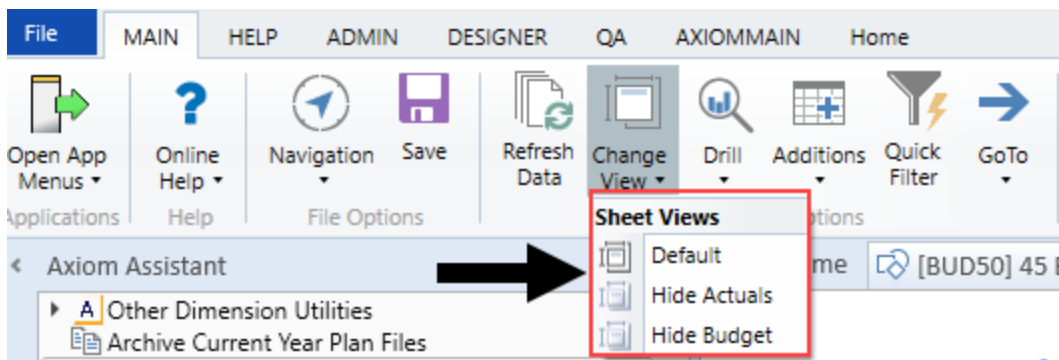 File MAIN HELP ADMIN DESIGNER QA AXIOMMAIN Home
Open App Menus
Online Help
Navigation
Save
Refresh Data
Change View
Drill
Additions
Quick Filter
GoTo
Applications
Help
File Options
Sheet Views
Default
Hide Actuals
Hide Budget
Axiom Assistant
[BUD50] 45
Other Dimension Utilities
Archive Current Year Plan Files